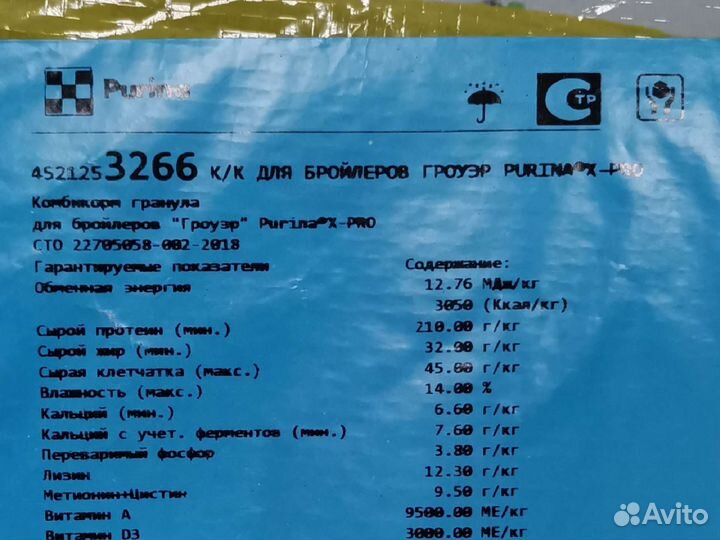 Purina
СТР
4521253266 К/К ДЛЯ БРОЙЛЕРОВ ГРОУЭР PURINA®X-PRO
Комбикорм гранула
для бройлеров "Гроуэр" Purina®X-PRO
СТО 22705058-002-2018
Гарантируемые показатели Содержание:
Обменная энергия 12.76 МДж/кг
3050 (Ккал/кг)
Сырой протеин (мин.) 210.00 г/кг
Сырой жир (мин.) 32.00 г/кг
Сырая клетчатка (макс.) 45.00 г/кг
Влажность (макс.) 14.00 %
Кальций (мин.) 6.60 г/кг
Кальций с учет. ферментов (мин.) 7.60 г/кг
Переваримый фосфор 3.80 г/кг
Лизин 12.30 г/кг
Метионин+Цистин 9.50 г/кг
Витамин А 9500.00 МЕ/кг
Витамин D3 3000.00 МЕ/кг
Avito